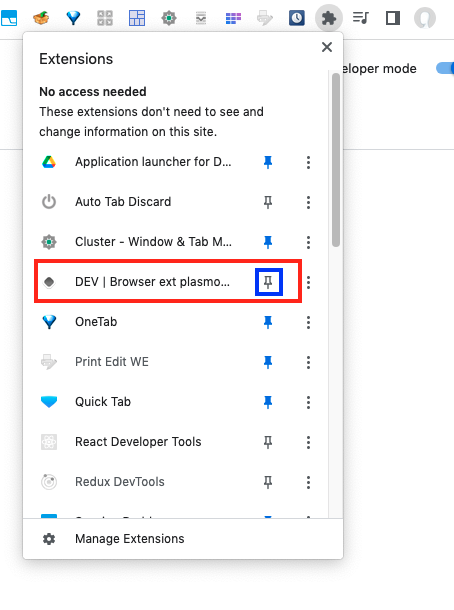 eloper mode
Extensions
No access needed
These extensions don't need to see and
change information on this site.
Application launcher for D...
Auto Tab Discard
Cluster - Window & Tab M...
DEV | Browser ext plasmo...
OneTab
Print Edit WE
Quick Tab
React Developer Tools
Redux DevTools
Manage Extensions